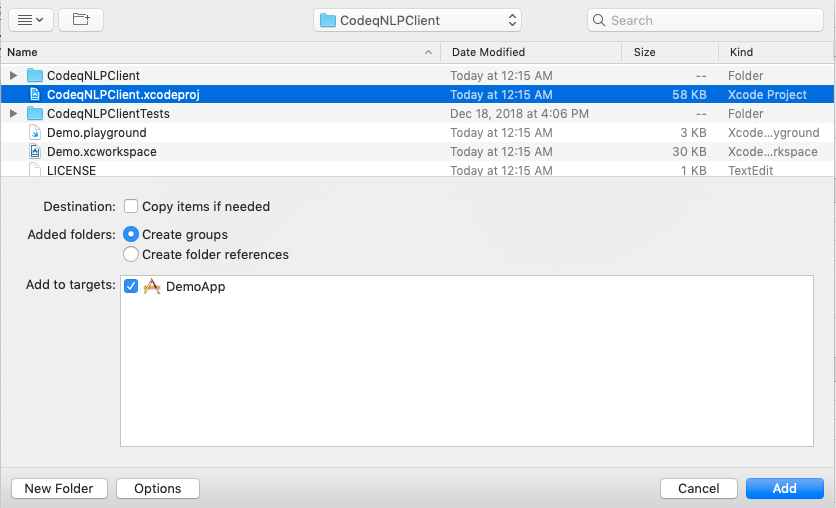 CodeqNLPClient
Search
Name Date Modified Size Kind
CodeqNLPClient Today at 12:15 AM -- Folder
CodeqNLPClient.xcodeproj Today at 12:15 AM 58 KB Xcode Project
CodeqNLPClientTests Dec 18, 2018 at 4:06 PM -- Folder
Demo.playground Today at 12:15 AM 3 KB Xcode...yground
Demo.xcworkspace Today at 12:15 AM 30 KB Xcode...rkspace
LICENSE Today at 12:15 AM 1 KB TextEdit
Destination: Copy items if needed
Added folders: Create groups
Create folder references
Add to targets: DemoApp
New Folder Options Cancel Add